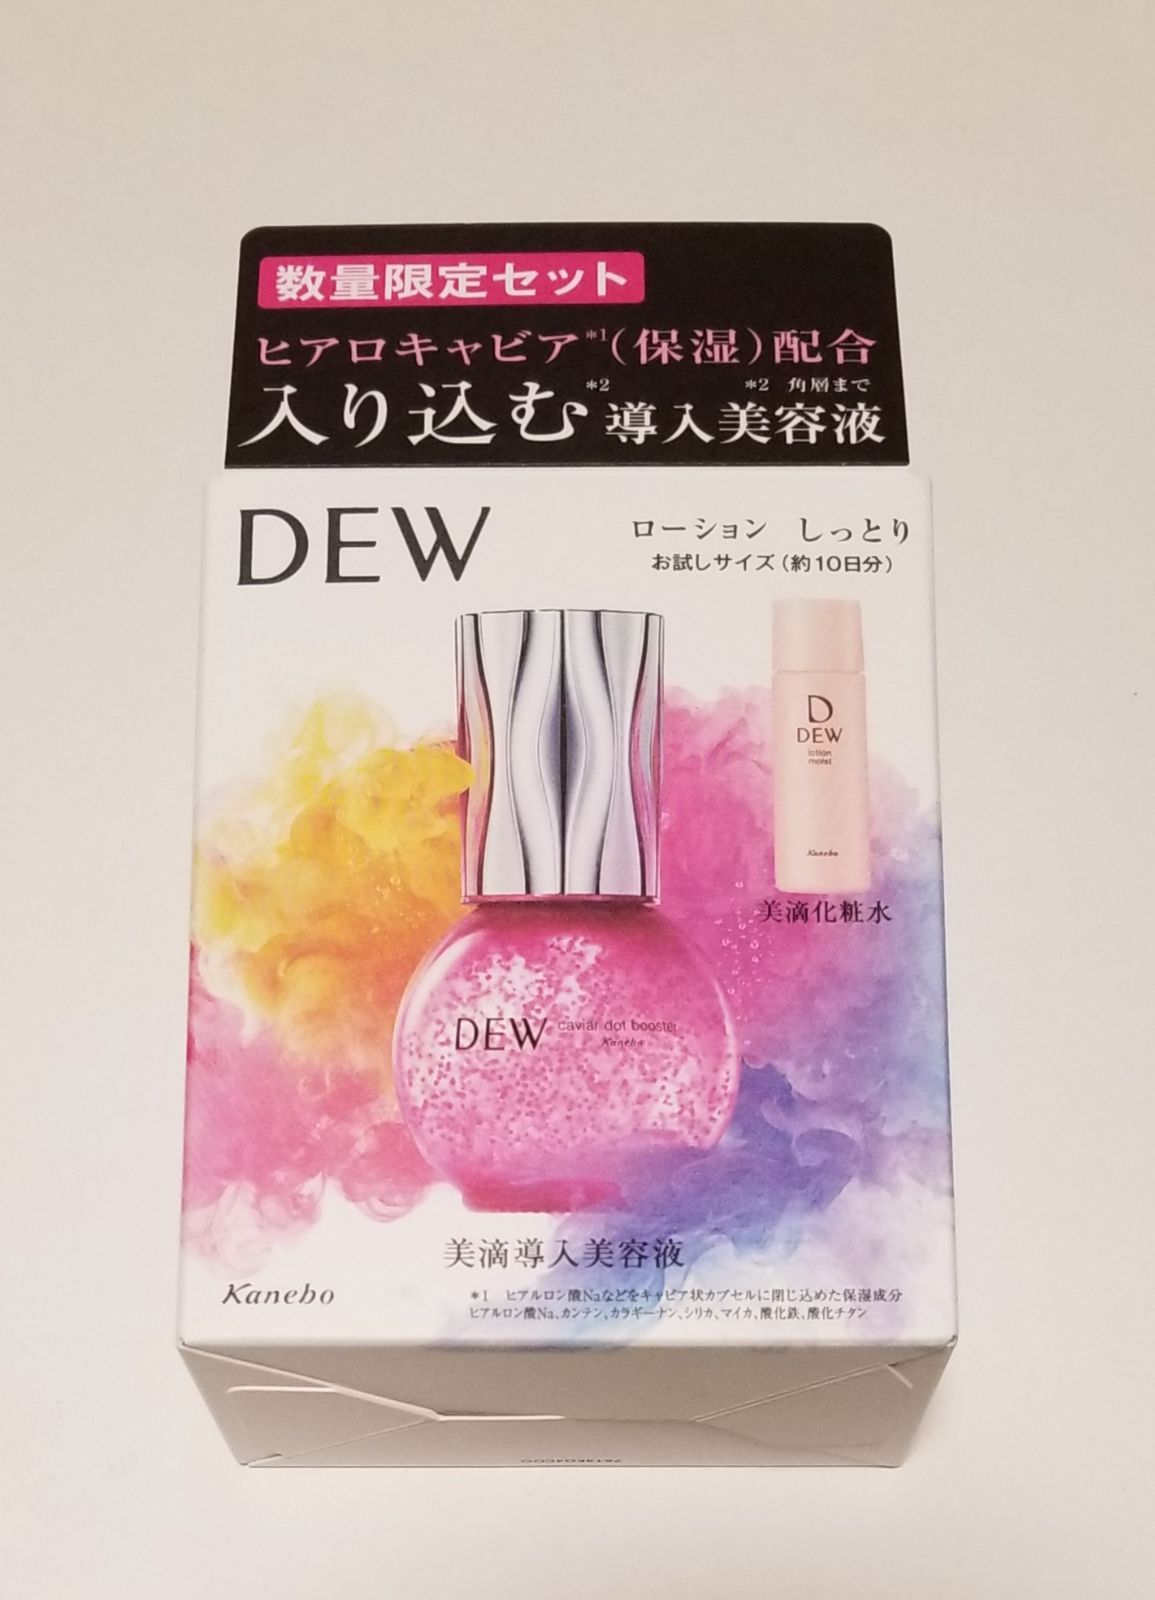 数量限定セット
ヒアロキャビア*1(保湿)配合
入り込む*2 導入美容液
*2 角層まで
DEW
ローション しっとり
お試しサイズ(約10日分)
D
DEW
lotion
moist
Kanebo
美滴化粧水
DEW caviar dot booster
Kanebo
美滴導入美容液
Kanebo
*1 ヒアルロン酸Naなどをキャビア状カプセルに閉じ込めた保湿成分
ヒアルロン酸Na、カンテン、カラギーナン、シリカ、マイカ、酸化鉄、酸化チタン